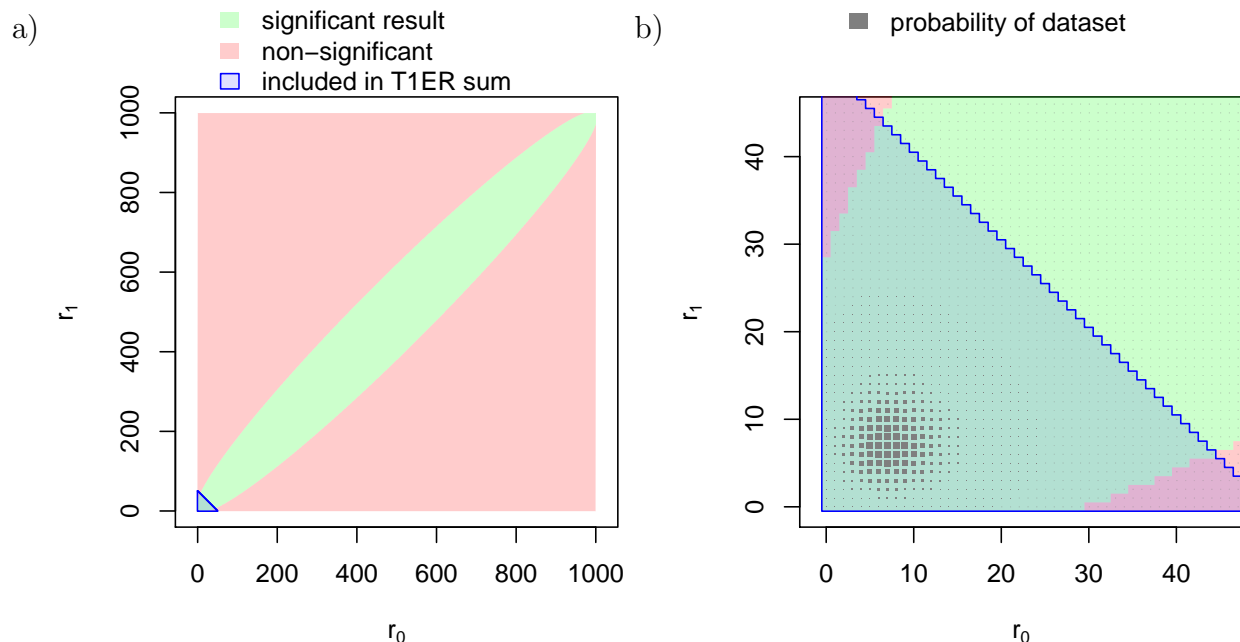 a)
significant result
non−significant
included in T1ER sum
r1
1000
800
600
400
200
0
0 200 400 600 800 1000
r0
b)
probability of dataset
r1
40
30
20
10
0
0 10 20 30 40
r0